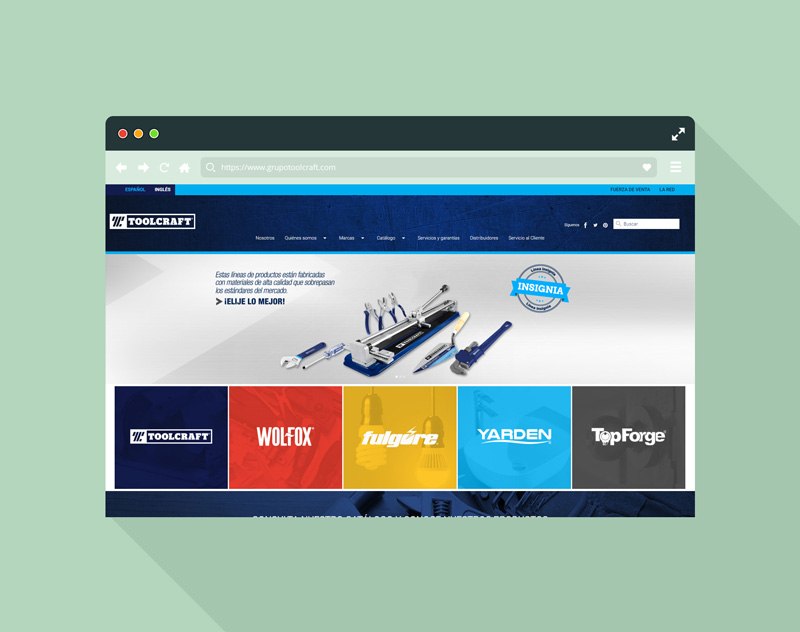 https://www.grupotoolcraft.com
ESPAÑOL INGLÉS FUERZA DE VENTA LA RED
TOOLCRAFT
Síguenos Buscar
Nosotros Quiénes somos Marcas Catálogo Servicios y garantías Distribuidores Servicio al Cliente
Estas líneas de productos están fabricadas
con materiales de alta calidad que sobrepasan
los estándares del mercado.
¡ELIJE LO MEJOR!
Línea Insignia
INSIGNIA
Línea Insignia
TOOLCRAFT
WOLFOX
fulgore
YARDEN
TopForge